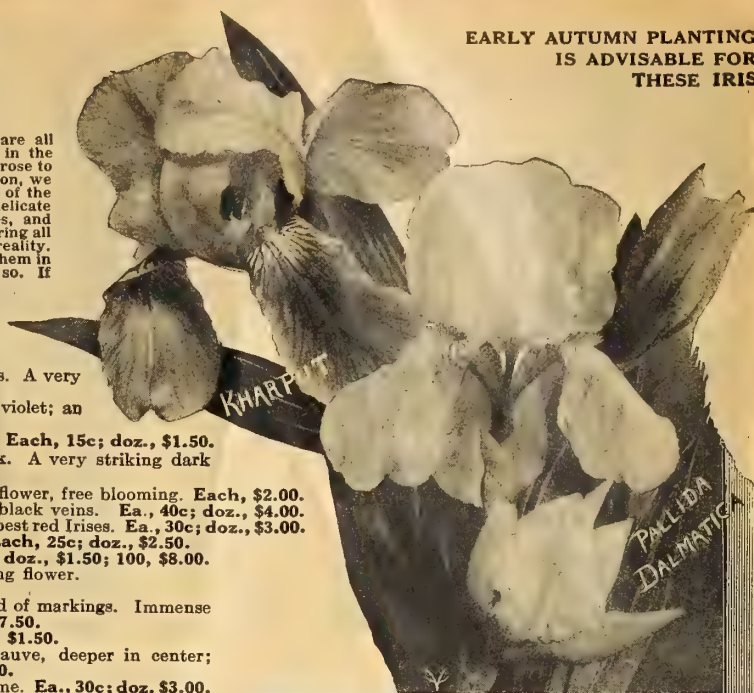 EARLY AUTUMN PLANTING
IS ADVISABLE FOR
THESE IRIS
are all
in the
rose to
on, we
of the
elicate
s, and
ring all
reality.
hem in
so. If
s. A very
violet; an
Each, 15c; doz., $1.50.
k. A very striking dark
flower, free blooming. Each, $2.00.
black veins. Ea., 40c; doz., $4.00.
best red Irises. Ea., 30c; doz., $3.00.
ach, 25c; doz., $2.50.
doz., $1.50; 100, $8.00.
ng flower.
d of markings. Immense
7.50.
$1.50.
auve, deeper in center;
0.
me. Ea., 30c; doz. $3.00.
KHARPUT
PALLIDA
DALMATICA